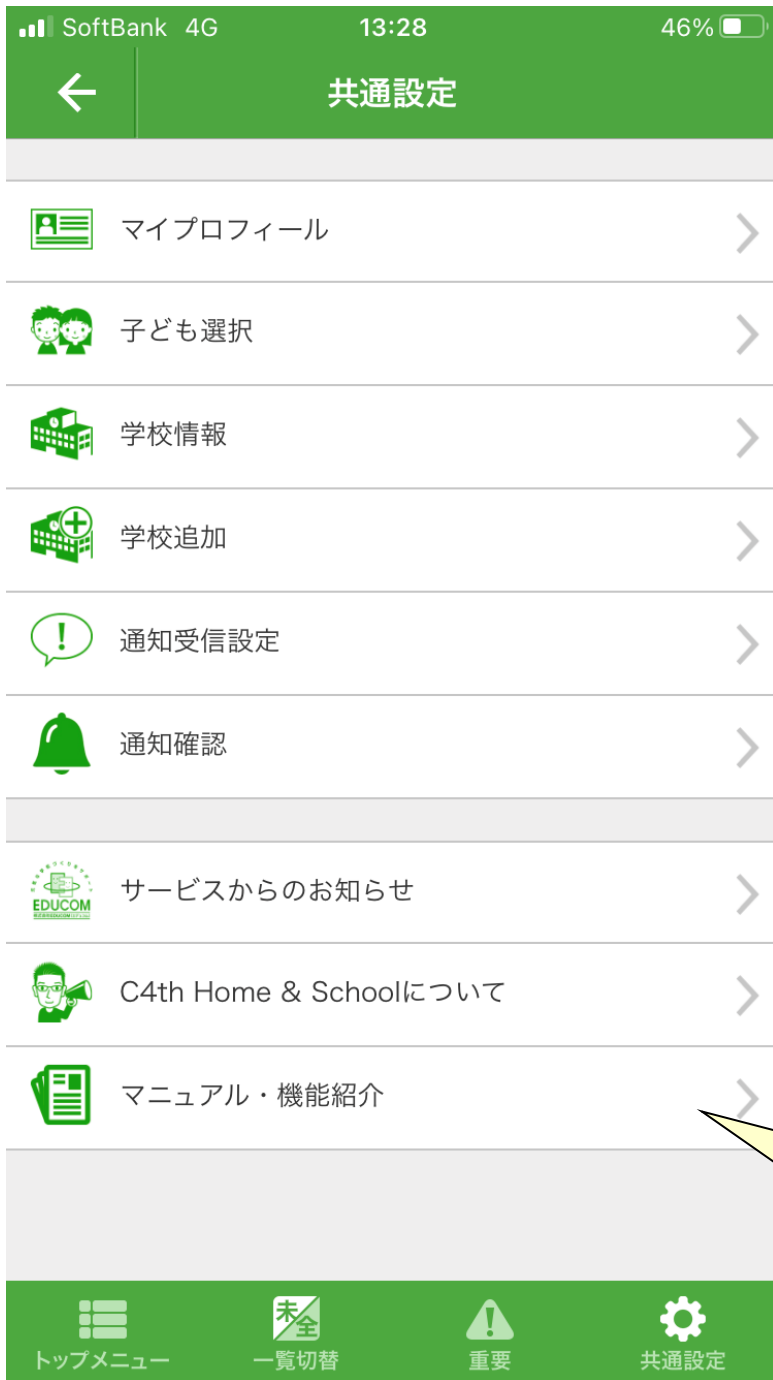 SoftBank 4G 13:28 46%
共通設定
マイプロフィール
子ども選択
学校情報
学校追加
通知受信設定
通知確認
EDUCOM
サービスからのお知らせ
C4th Home & Schoolについて
マニュアル・機能紹介
未全
トップメニュー 一覧切替 重要 共通設定